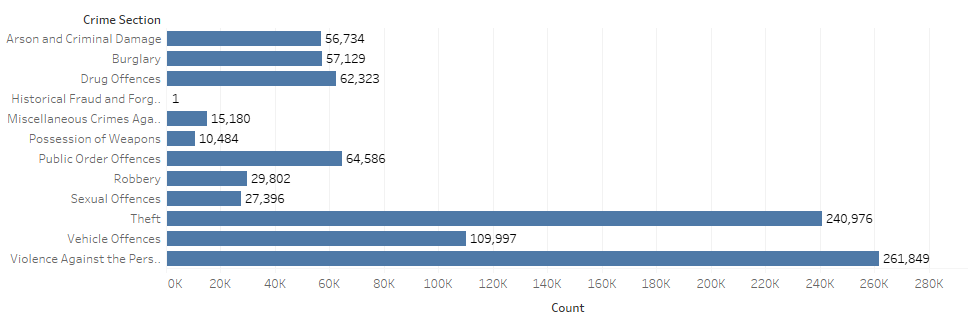 Crime Section
Arson and Criminal Damage 56,734
Burglary 57,129
Drug Offences 62,323
Historical Fraud and Forg.. 1
Miscellaneous Crimes Aga.. 15,180
Possession of Weapons 10,484
Public Order Offences 64,586
Robbery 29,802
Sexual Offences 27,396
Theft 240,976
Vehicle Offences 109,997
Violence Against the Pers.. 261,849
0K 20K 40K 60K 80K 100K 120K 140K 160K 180K 200K 220K 240K 260K 280K
Count